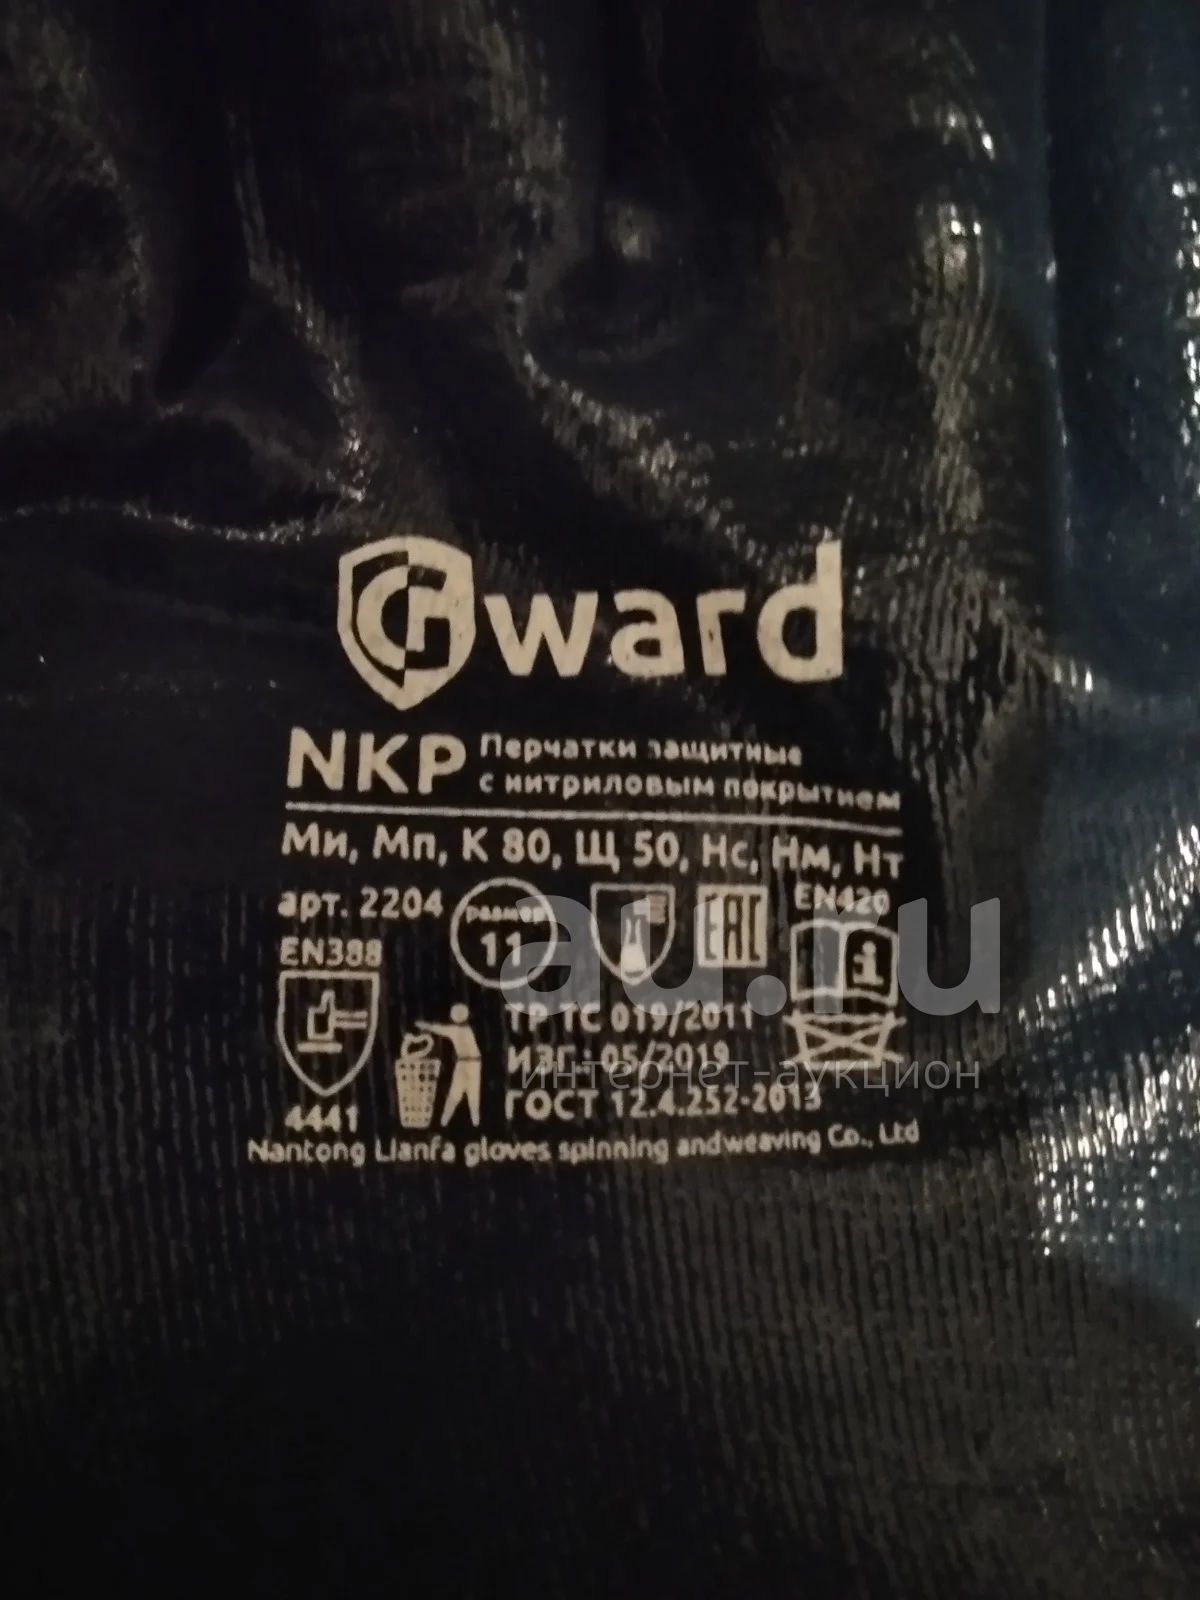 Gward
NKP Перчатки защитные
с нитриловым покрытием
Ми, Мп, К 80, Щ 50, Нс, Нм, Нт
арт. 2204
размер
11
EAC
EN420
EN388
4441
ТР ТС 019/2011
ИЗГ.: 05/2019
ГОСТ 12.4.252-2013
Nantong Lianfa gloves spinning andweaving Co., Ltd
au.ru
интернет-аукцион